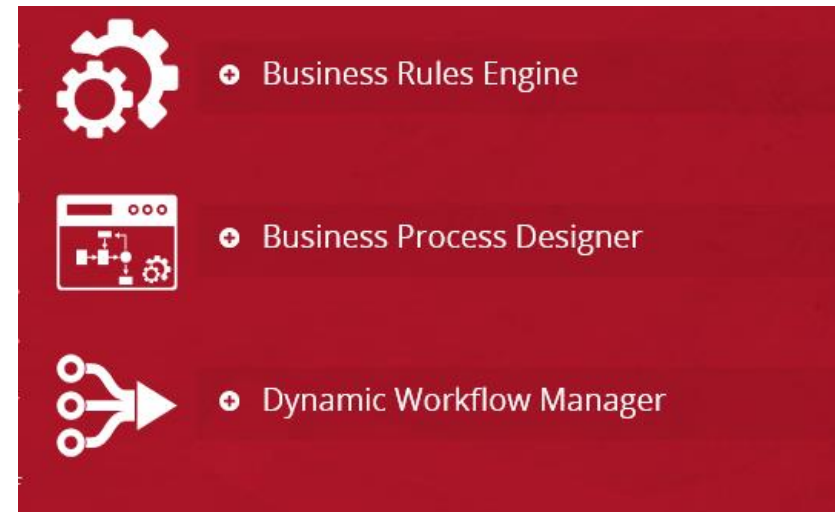 Business Rules Engine
Business Process Designer
Dynamic Workflow Manager